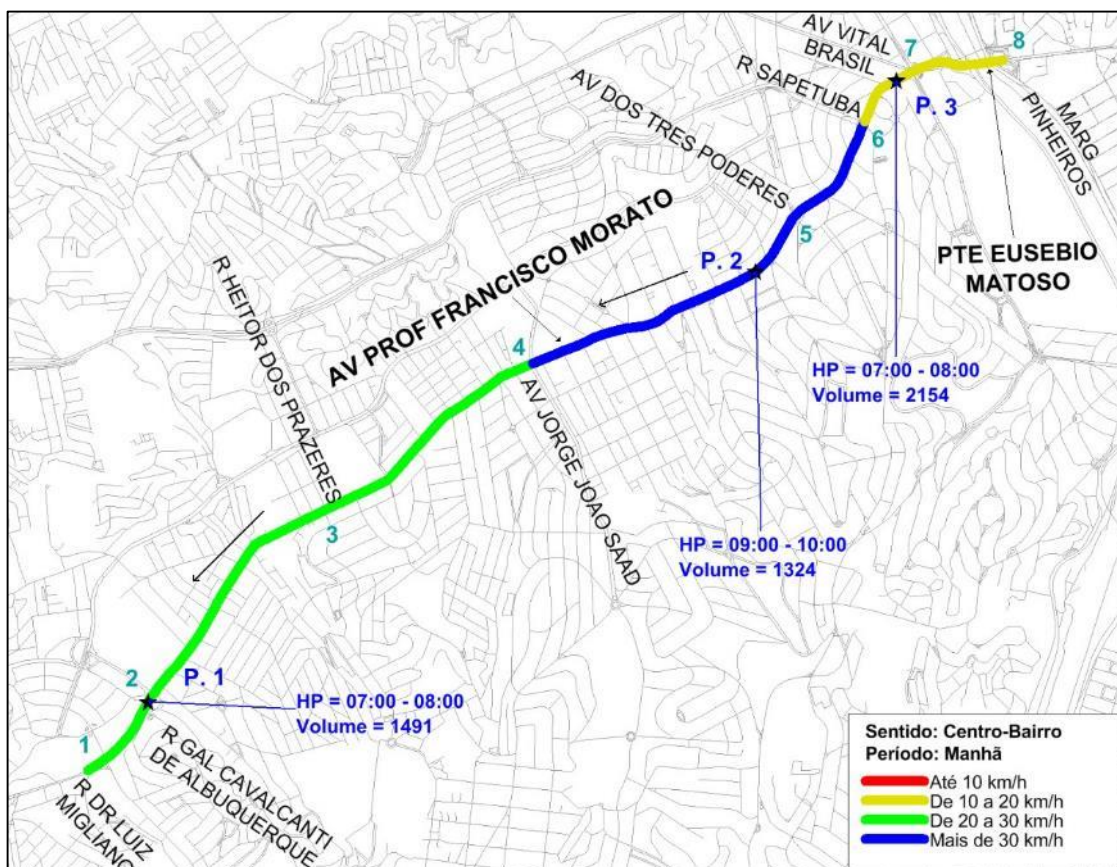 AV VITAL
BRASIL
7
8
R SAPETUBA
P. 3
MARG
PINHEIROS
6
AV DOS TRES PODERES
5
PTE EUSEBIO
MATOSO
P. 2
AV PROF FRANCISCO MORATO
R HEITOR DOS PRAZERES
4
AV JORGE JOAO SAAD
HP = 07:00 - 08:00
Volume = 2154
3
HP = 09:00 - 10:00
Volume = 1324
2
P. 1
HP = 07:00 - 08:00
Volume = 1491
1
R GAL CAVALCANTI
DE ALBUQUERQUE
R DR LUIZ
MIGLIANO
Sentido: Centro-Bairro
Período: Manhã
Até 10 km/h
De 10 a 20 km/h
De 20 a 30 km/h
Mais de 30 km/h